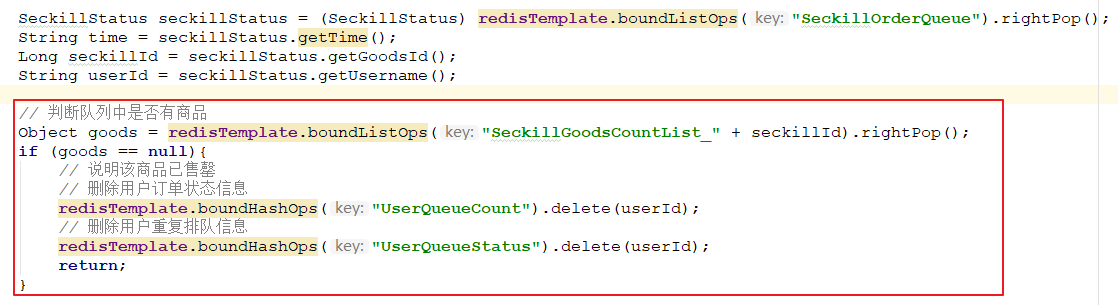 SeckillStatus seckillStatus = (SeckillStatus) redisTemplate.boundListOps( key: "SeckillOrderQueue").rightPop();
String time = seckillStatus.getTime();
Long seckillId = seckillStatus.getGoodsId();
String userId = seckillStatus.getUsername();
// 判断队列中是否有商品
Object goods = redisTemplate.boundListOps( key: "SeckillGoodsCountList_" + seckillId).rightPop();
if (goods == null){
// 说明该商品已售罄
// 删除用户订单状态信息
redisTemplate.boundHashOps( key: "UserQueueCount").delete(userId);
// 删除用户重复排队信息
redisTemplate.boundHashOps( key: "UserQueueStatus").delete(userId);
return;
}